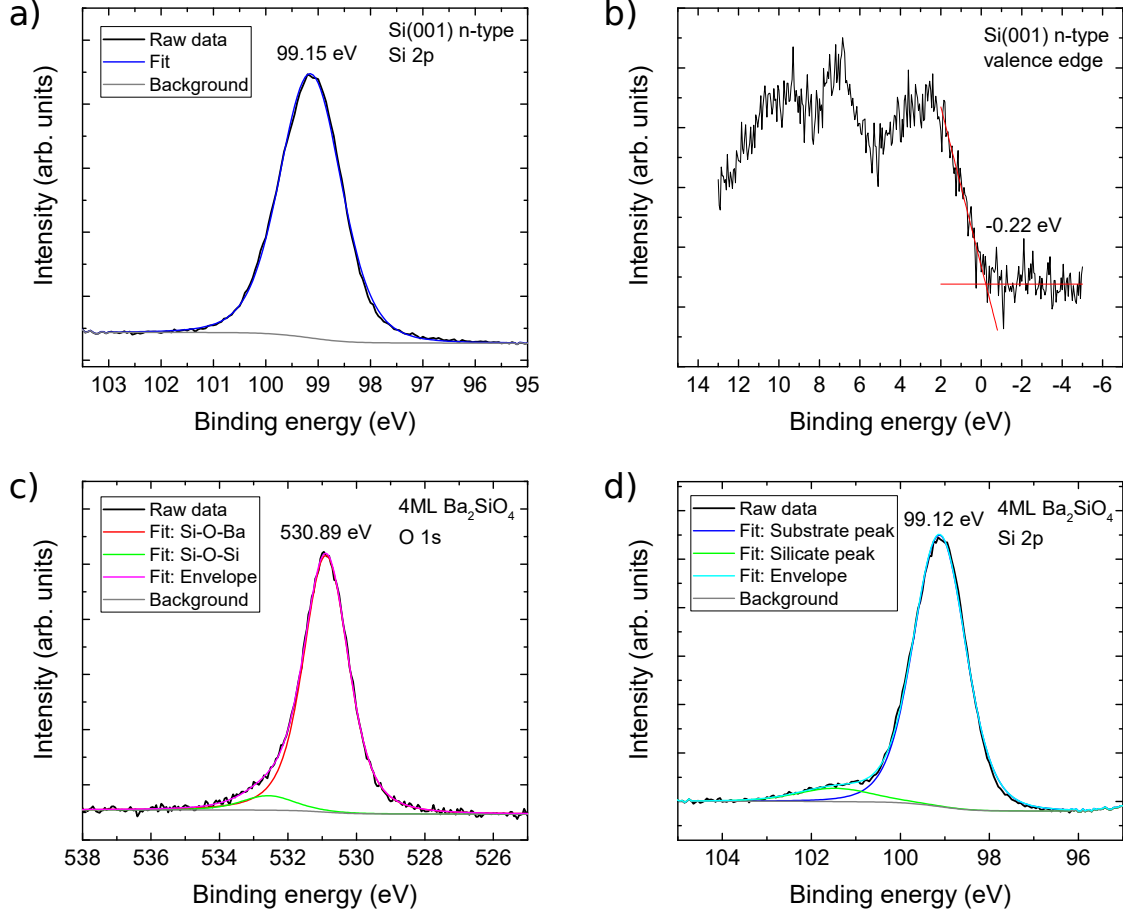 a)
Raw data
Fit
Background
Si(001) n-type
Si 2p
99.15 eV
Intensity (arb. units)
103 102 101 100 99 98 97 96 95
Binding energy (eV)
b)
Si(001) n-type
valence edge
-0.22 eV
Intensity (arb. units)
14 12 10 8 6 4 2 0 -2 -4 -6
Binding energy (eV)
c)
Raw data
Fit: Si-O-Ba
Fit: Si-O-Si
Fit: Envelope
Background
4ML Ba₂SiO₄
O 1s
530.89 eV
Intensity (arb. units)
538 536 534 532 530 528 526
Binding energy (eV)
d)
Raw data
Fit: Substrate peak
Fit: Silicate peak
Fit: Envelope
Background
4ML Ba₂SiO₄
Si 2p
99.12 eV
Intensity (arb. units)
104 102 100 98 96
Binding energy (eV)